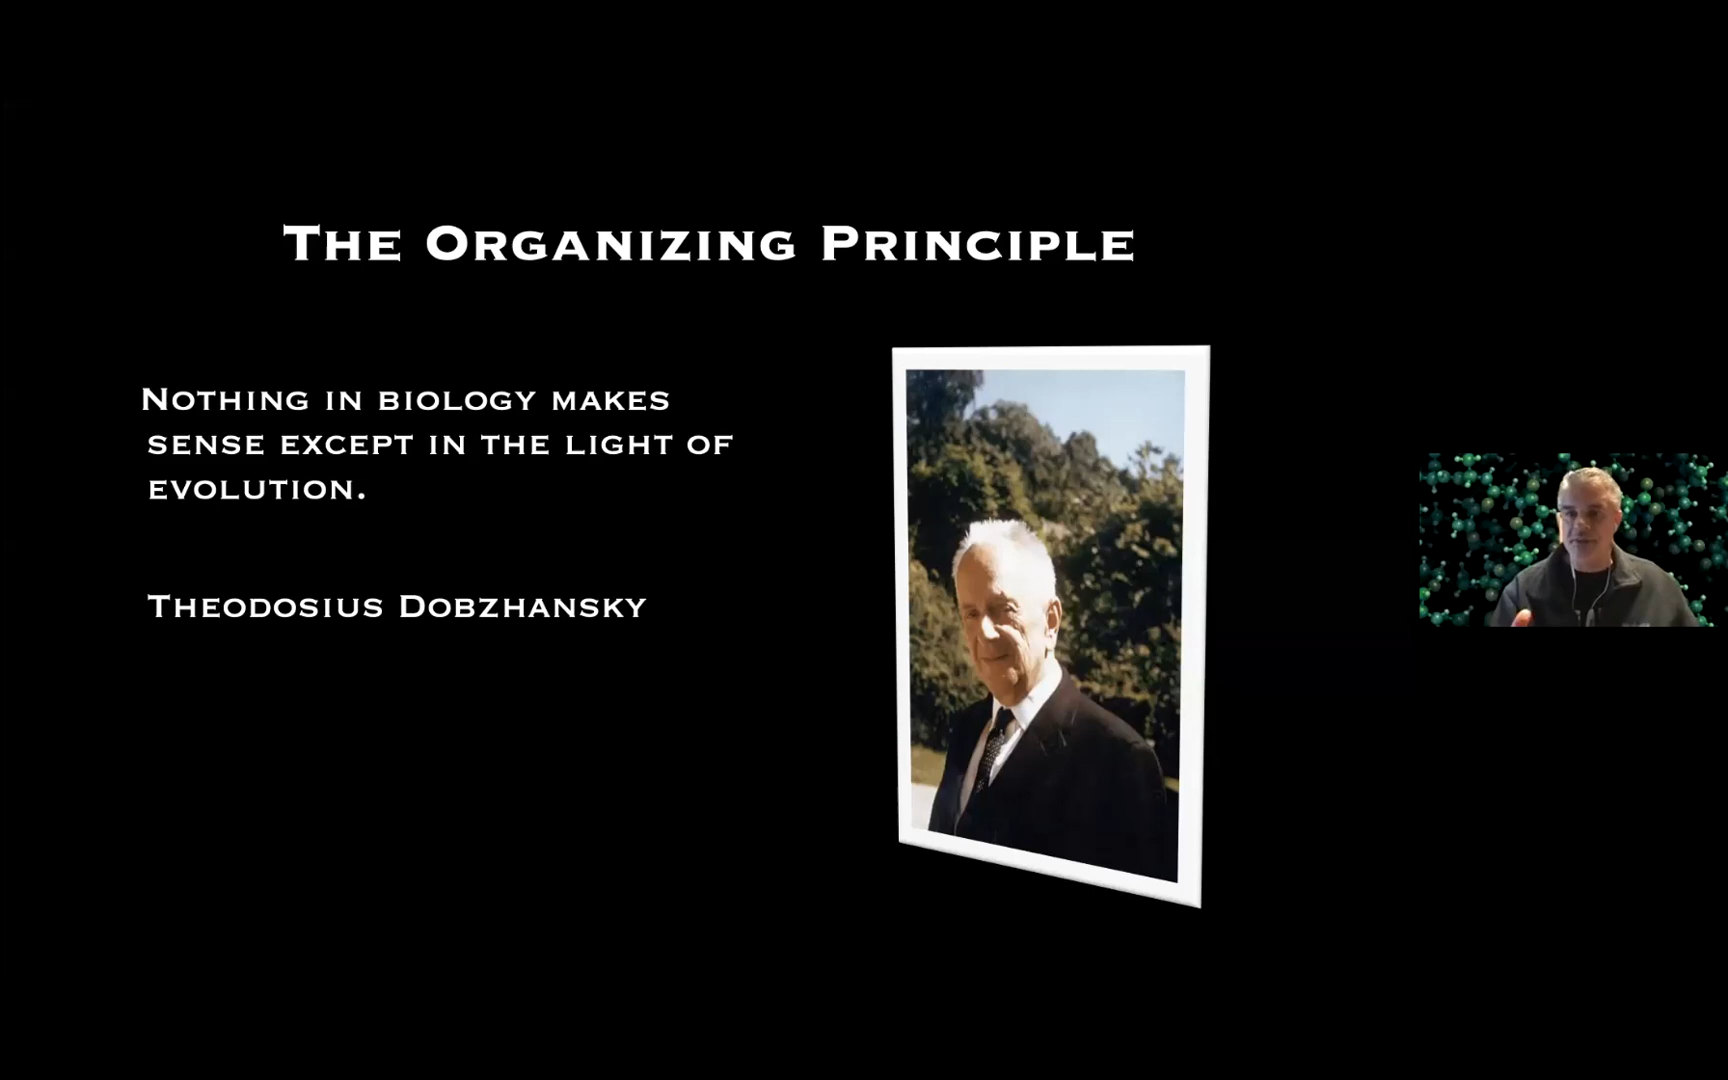 The Organizing Principle
Nothing in biology makes
sense except in the light of
evolution.
Theodosius Dobzhansky